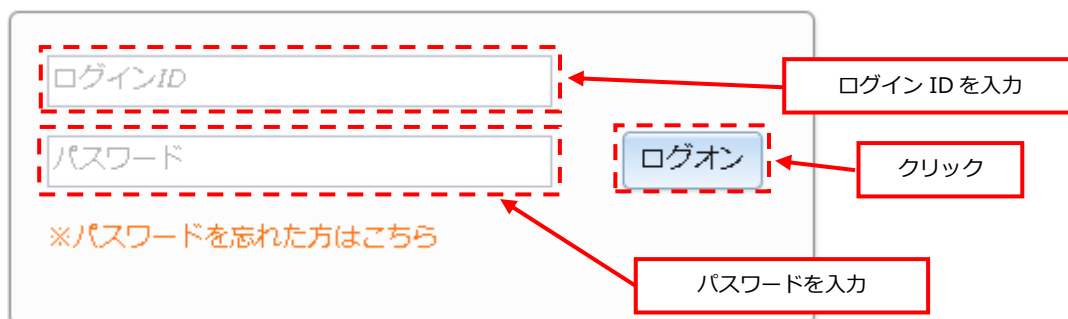 ログインID
ログイン ID を入力
パスワード
ログオン
クリック
※パスワードを忘れた方はこちら
パスワードを入力